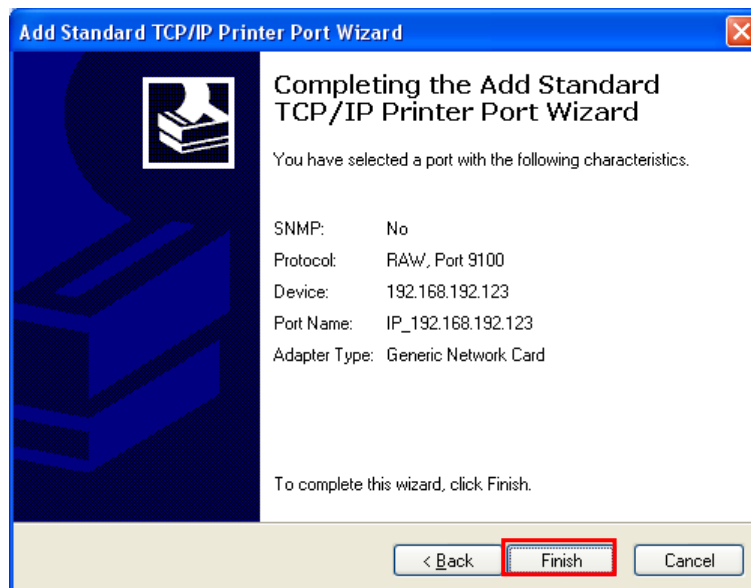 Add Standard TCP/IP Printer Port Wizard
Completing the Add Standard
TCP/IP Printer Port Wizard
You have selected a port with the following characteristics.
SNMP: No
Protocol: RAW, Port 9100
Device: 192.168.192.123
Port Name: IP_192.168.192.123
Adapter Type: Generic Network Card
To complete this wizard, click Finish.
< Back Finish Cancel